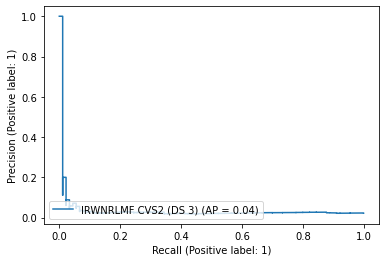 1.0
0.8
0.6
0.4
0.2
0.0
Precision (Positive label: 1)
IRWNRLMF CVS2 (DS 3) (AP = 0.04)
0.0 0.2 0.4 0.6 0.8 1.0
Recall (Positive label: 1)